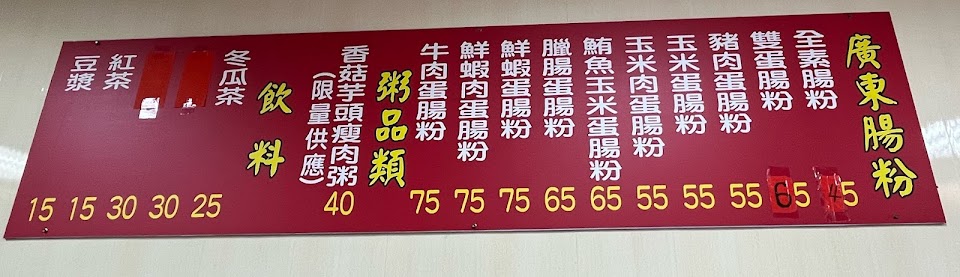 廣東腸粉
全素腸粉 45
雙蛋腸粉 65
豬肉蛋腸粉 55
玉米蛋腸粉 55
玉米肉蛋腸粉 55
鮪魚玉米蛋腸粉 65
臘腸蛋腸粉 65
鮮蝦蛋腸粉 75
鮮蝦肉蛋腸粉 75
牛肉蛋腸粉 75
粥品類
香菇芋頭瘦肉粥 40
(限量供應)
飲料
冬瓜茶 25
30
30
紅茶 15
豆漿 15